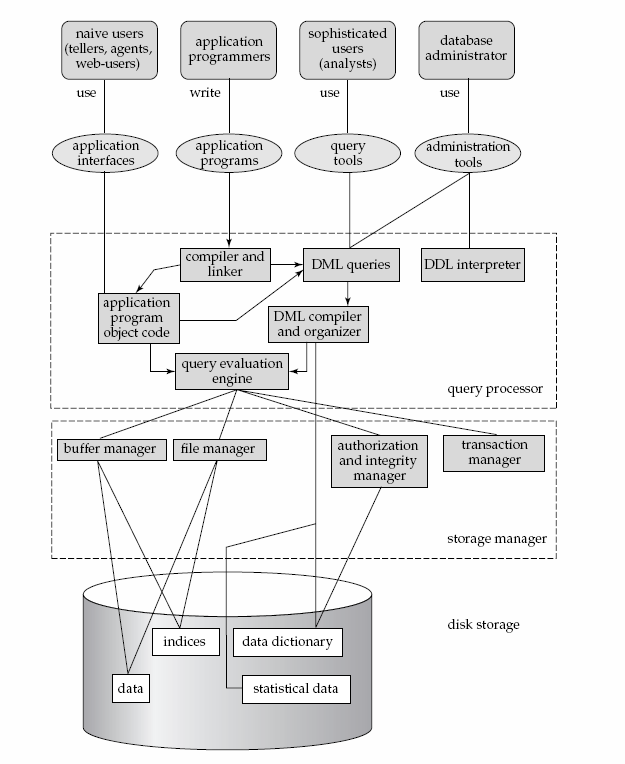 naive users
(tellers, agents,
web-users)
application
programmers
sophisticated
users
(analysts)
database
administrator
use
write
use
use
application
interfaces
application
programs
query
tools
administration
tools
compiler and
linker
DML queries
DDL interpreter
application
program
object code
DML compiler
and organizer
query evaluation
engine
query processor
buffer manager
file manager
authorization
and integrity
manager
transaction
manager
storage manager
disk storage
indices
data dictionary
data
statistical data